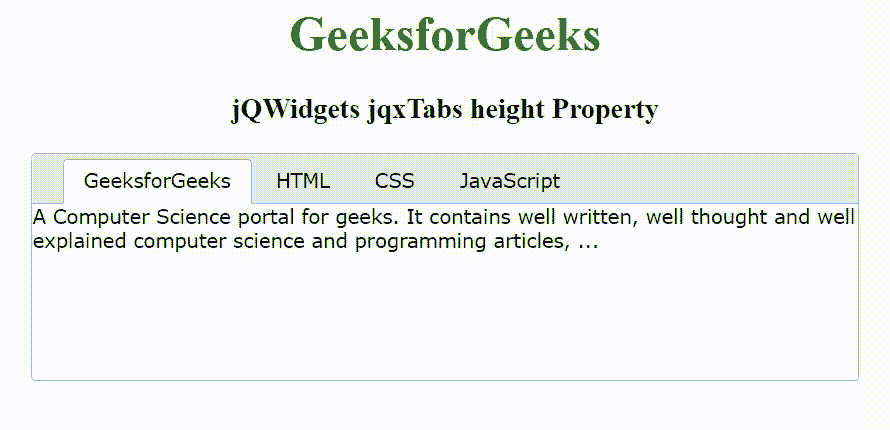 GeeksforGeeks
jQWidgets jqxTabs height Property
GeeksforGeeks HTML CSS JavaScript
A Computer Science portal for geeks. It contains well written, well thought and well
explained computer science and programming articles, ...